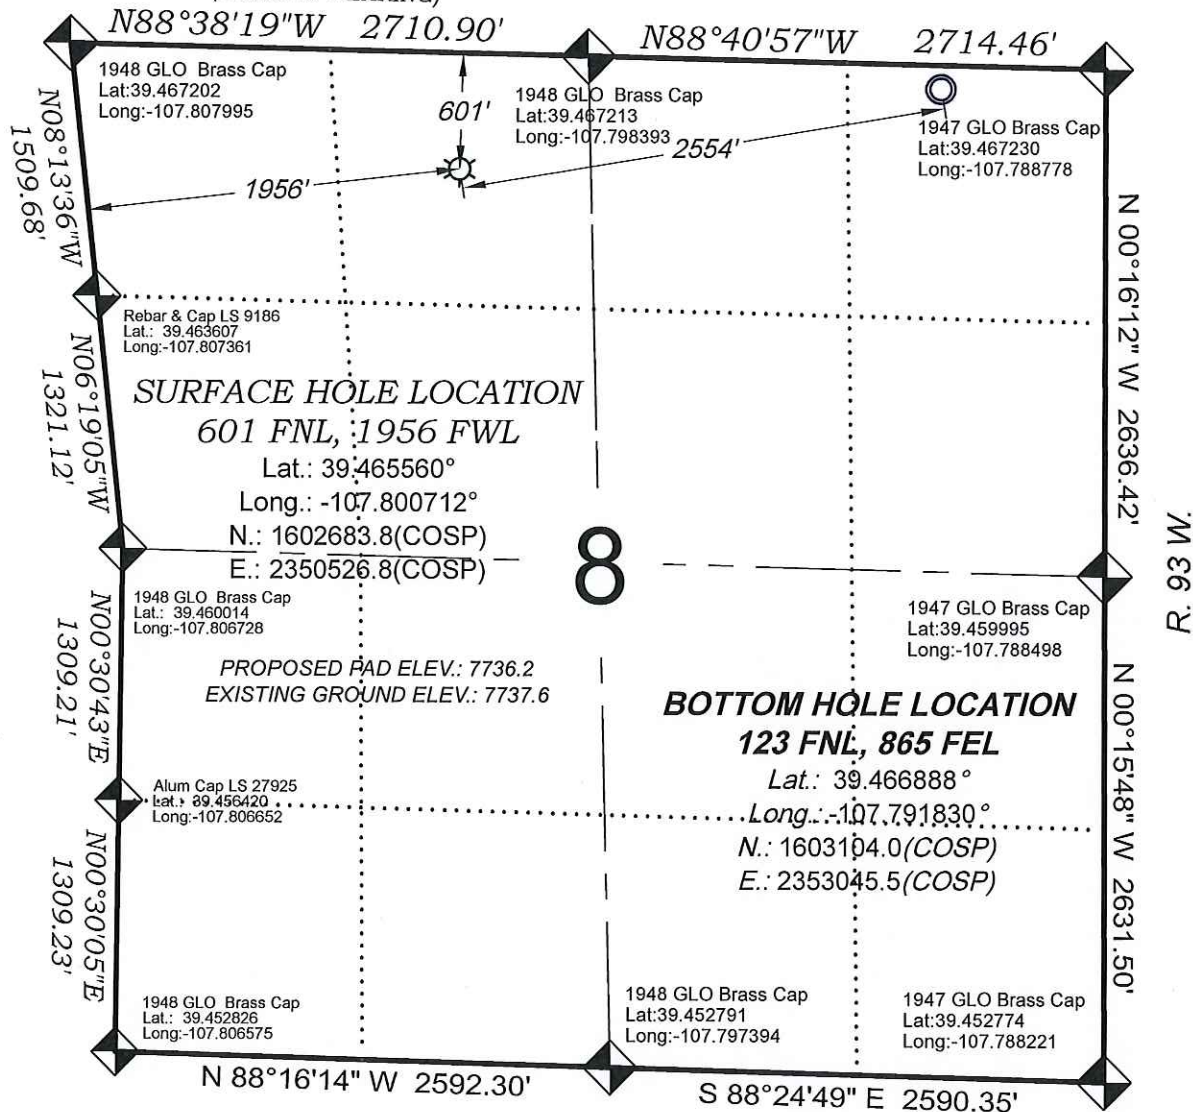 N88°38'19"W 2710.90'
N88°40'57"W 2714.46'
1948 GLO Brass Cap
Lat:39.467202
Long:-107.807995
601'
1948 GLO Brass Cap
Lat:39.467213
Long:-107.798393
1947 GLO Brass Cap
Lat:39.467230
Long:-107.788778
2554'
1956'
N08°13'36"W
1509.68'
N 00°16'12" W 2636.42'
Rebar & Cap LS 9186
Lat.: 39.463607
Long:-107.807361
N06°19'05"W
1321.12'
SURFACE HOLE LOCATION
601 FNL, 1956 FWL
Lat.: 39.465560°
Long.: -107.800712°
N.: 1602683.8(COSP)
E.: 2350526.8(COSP)
8
R. 93 W.
1948 GLO Brass Cap
Lat.: 39.460014
Long:-107.806728
1947 GLO Brass Cap
Lat:39.459995
Long:-107.788498
N00°30'43"E
1309.21'
PROPOSED PAD ELEV.: 7736.2
EXISTING GROUND ELEV.: 7737.6
BOTTOM HOLE LOCATION
123 FNL, 865 FEL
Lat.: 39.466888°
Long.: -107.791830°
N.: 1603104.0(COSP)
E.: 2353045.5(COSP)
N 00°15'48" W 2631.50'
Alum Cap LS 27925
Lat.: 39.456420
Long:-107.806652
N00°30'05"E
1309.23'
1948 GLO Brass Cap
Lat.: 39.452826
Long:-107.806575
1948 GLO Brass Cap
Lat:39.452791
Long:-107.797394
1947 GLO Brass Cap
Lat:39.452774
Long:-107.788221
N 88°16'14" W 2592.30'
S 88°24'49" E 2590.35'